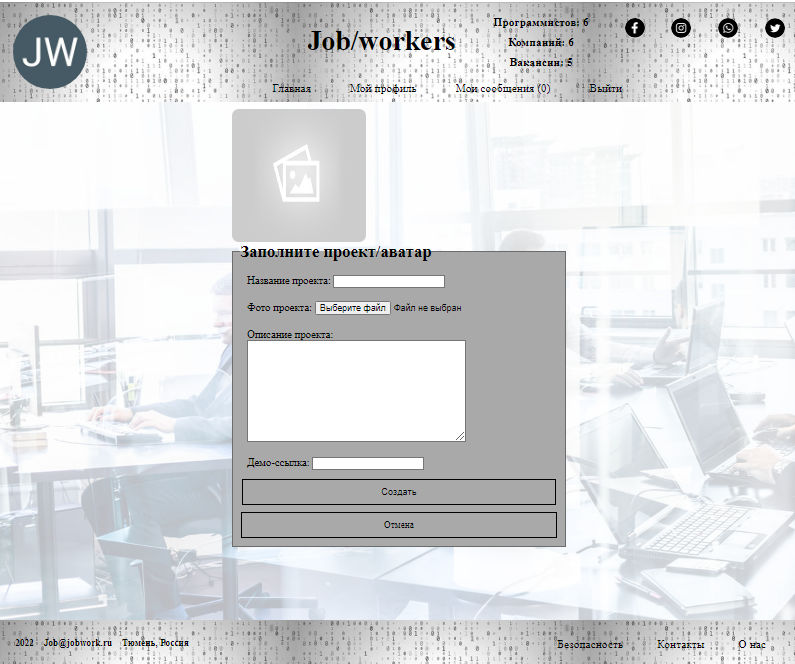 JW
Job/workers
Программистов: 6
Компаний: 6
Вакансии: 5
Главная Мой профиль Мои сообщения (0) Выйти
Заполните проект/аватар
Название проекта:
Фото проекта: Выберите файл Файл не выбран
Описание проекта:
Демо-ссылка:
Создать
Отмена
2022 Job@jobwork.ru Тюмень, Россия
Безопасность Контакты О нас